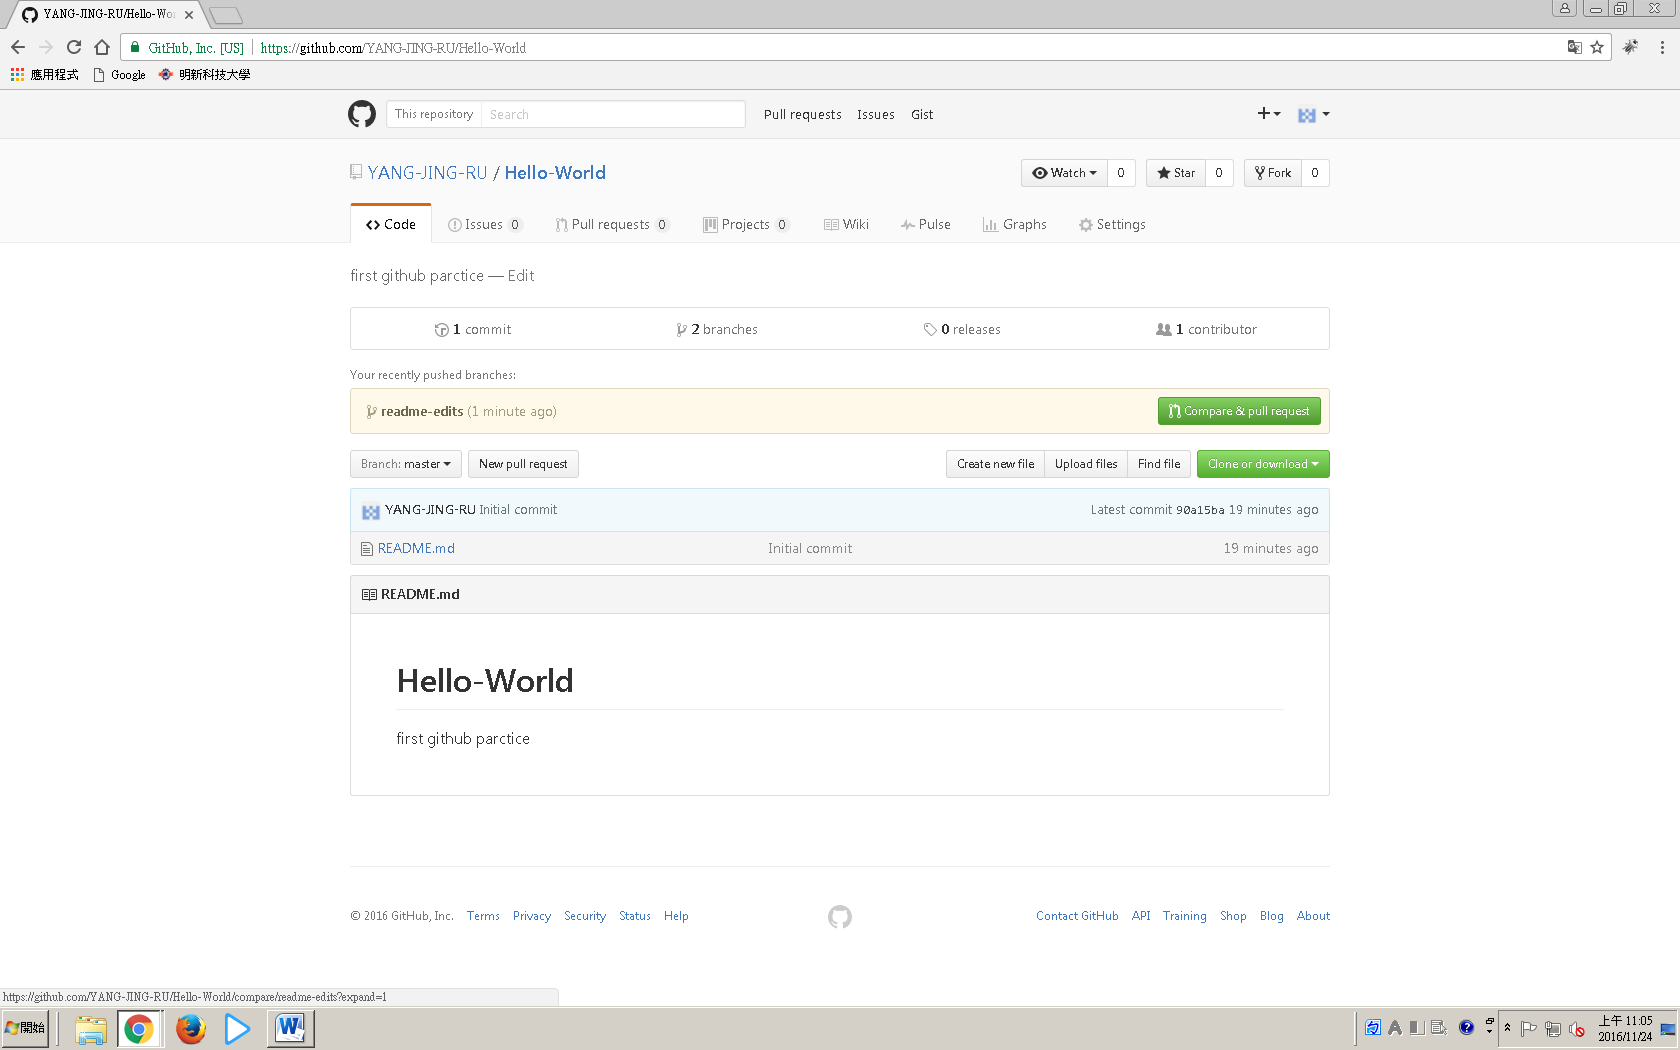 YANG-JING-RU/Hello-Wor
GitHub, Inc. [US] https://github.com/YANG-JING-RU/Hello-World
應用程式 Google 明新科技大學
This repository Search Pull requests Issues Gist
YANG-JING-RU / Hello-World Watch 0 Star 0 Fork 0
Code Issues 0 Pull requests 0 Projects 0 Wiki Pulse Graphs Settings
first github parctice — Edit
1 commit 2 branches 0 releases 1 contributor
Your recently pushed branches:
readme-edits (1 minute ago) Compare & pull request
Branch: master New pull request Create new file Upload files Find file Clone or download
YANG-JING-RU Initial commit Latest commit 90a15ba 19 minutes ago
README.md Initial commit 19 minutes ago
README.md
Hello-World
first github parctice
© 2016 GitHub, Inc. Terms Privacy Security Status Help Contact GitHub API Training Shop Blog About
https://github.com/YANG-JING-RU/Hello-World/compare/readme-edits?expand=1
開始 上午 11:05
2016/11/24